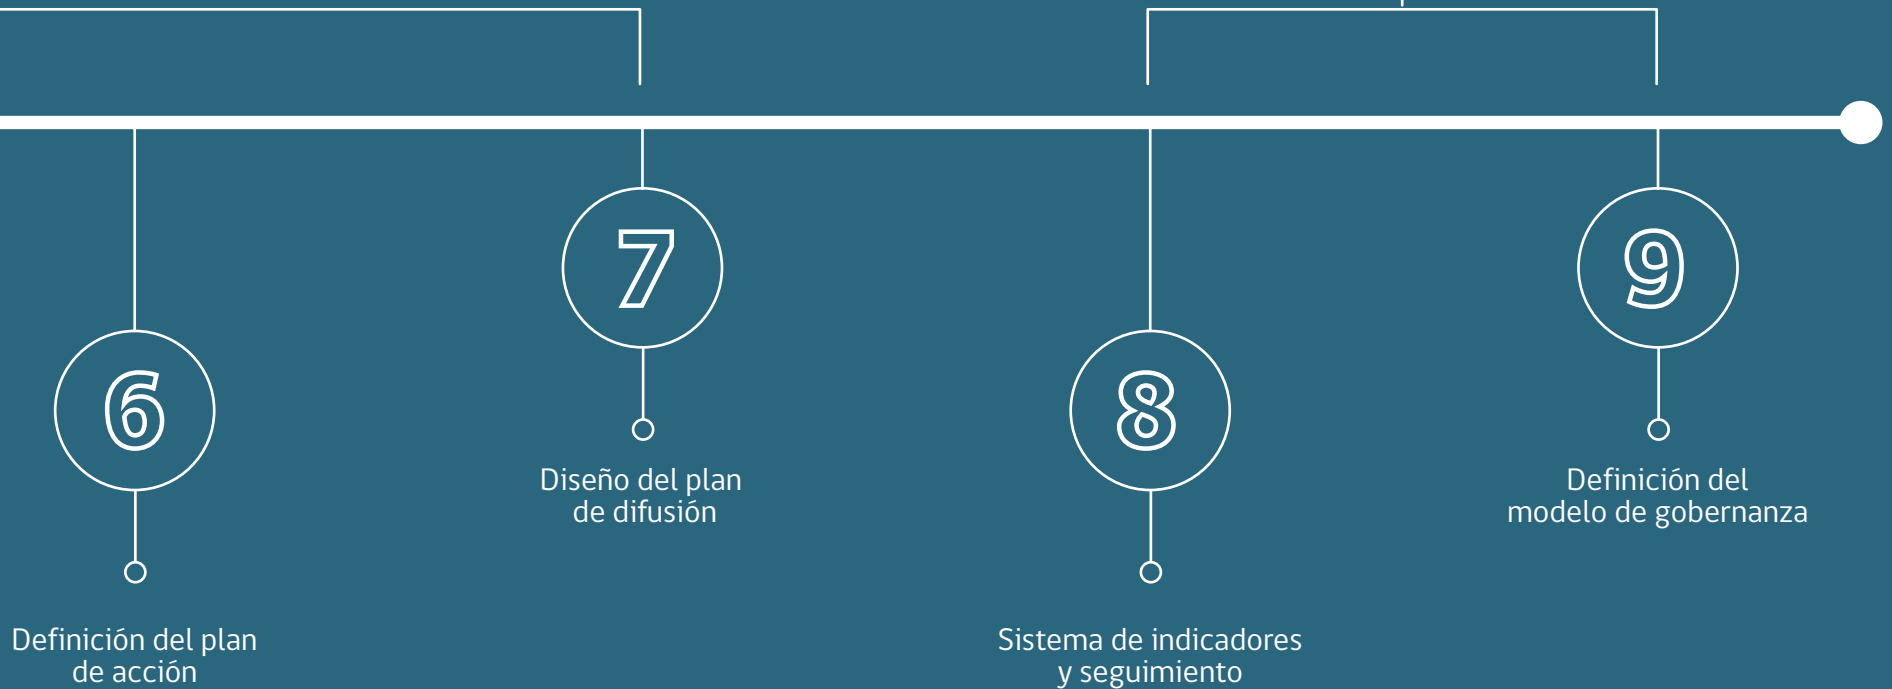 6
Definición del plan
de acción
7
Diseño del plan
de difusión
8
Sistema de indicadores
y seguimiento
9
Definición del
modelo de gobernanza